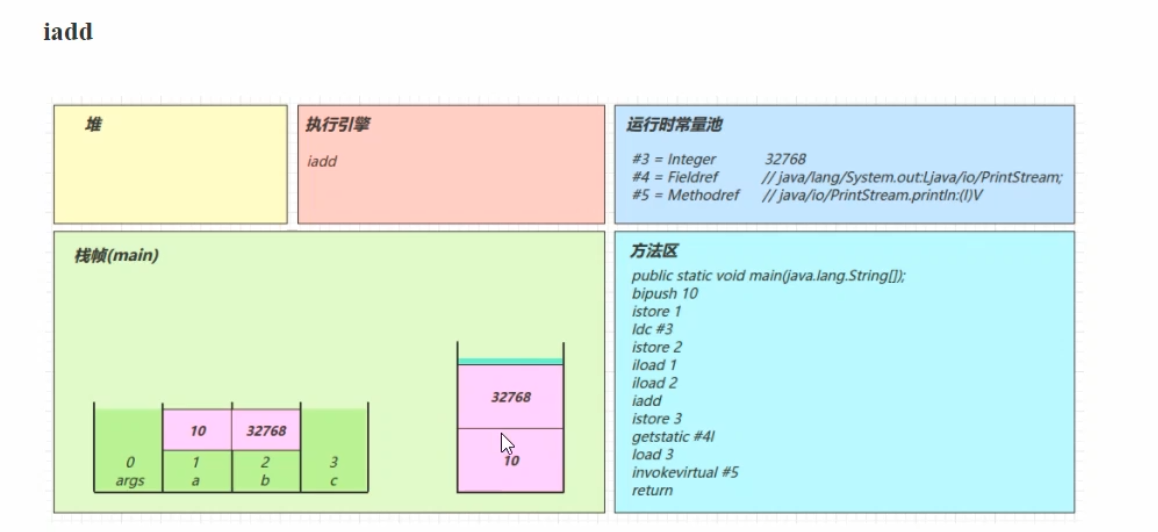 iadd
堆
执行引擎
iadd
运行时常量池
#3 = Integer 32768
#4 = Fieldref // java/lang/System.out:Ljava/io/PrintStream;
#5 = Methodref // java/io/PrintStream.println:(I)V
栈帧(main)
10 32768
0 1 2 3
args a b c
32768
10
方法区
public static void main(java.lang.String[]);
bipush 10
istore 1
ldc #3
istore 2
iload 1
iload 2
iadd
istore 3
getstatic #4l
load 3
invokevirtual #5
return